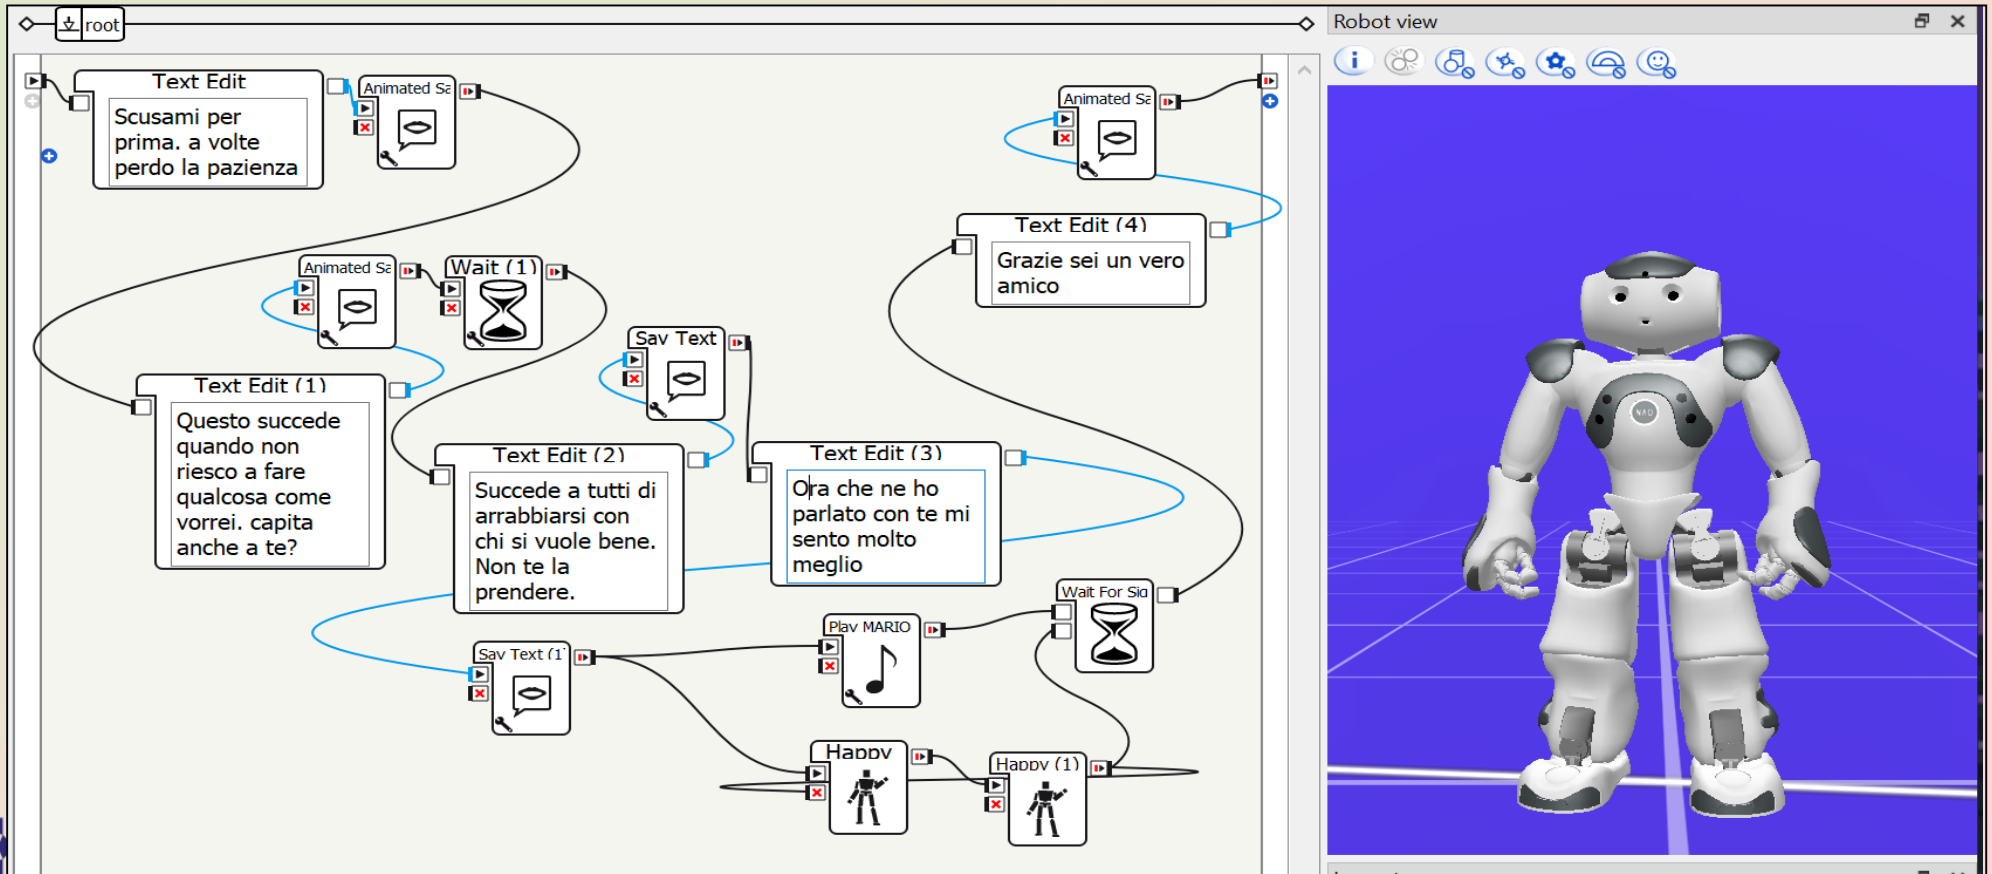 root
Robot view
Text Edit
Scusami per
prima. a volte
perdo la pazienza
Animated Sa
Animated Sa
Text Edit (4)
Grazie sei un vero
amico
Animated Sa
Wait (1)
Say Text
Text Edit (1)
Questo succede
quando non
riesco a fare
qualcosa come
vorrei. capita
anche a te?
Text Edit (2)
Succede a tutti di
arrabbiarsi con
chi si vuole bene.
Non te la
prendere.
Text Edit (3)
Ora che ne ho
parlato con te mi
sento molto
meglio
Wait For Sig
Play MARIO
Say Text (1)
Happy
Happy (1)
NAO